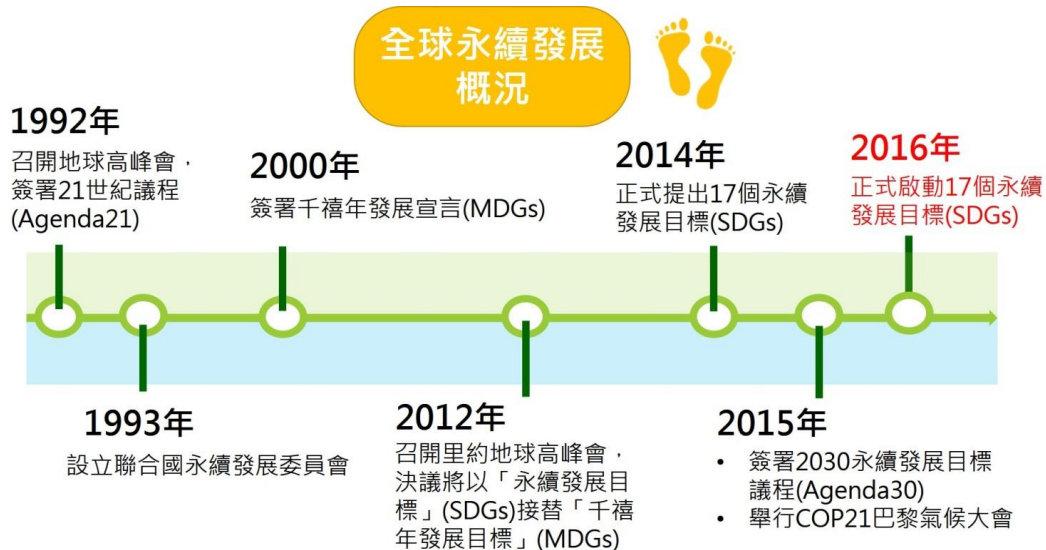 全球永續發展
概況
1992年
召開地球高峰會，
簽署21世紀議程
(Agenda21)
2000年
簽署千禧年發展宣言(MDGs)
2014年
正式提出17個永續
發展目標(SDGs)
2016年
正式啟動17個永續
發展目標(SDGs)
1993年
設立聯合國永續發展委員會
2012年
召開里約地球高峰會，
決議將以「永續發展目
標」(SDGs)接替「千禧
年發展目標」(MDGs)
2015年
• 簽署2030永續發展目標
議程(Agenda30)
• 舉行COP21巴黎氣候大會